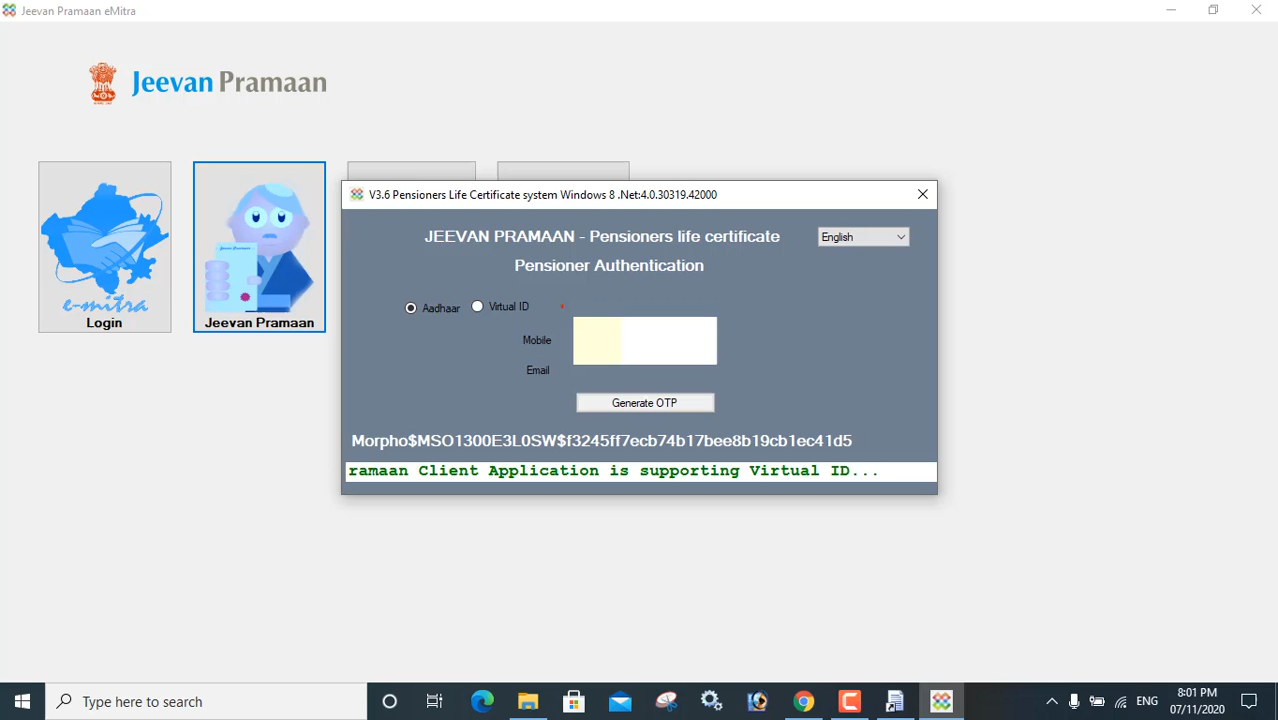 Jeevan Pramaan eMitra
Jeevan Pramaan
e-mitra
Login
Jeevan Pramaan
V3.6 Pensioners Life Certificate system Windows 8 .Net:4.0.30319.42000
JEEVAN PRAMAAN - Pensioners life certificate
English
Pensioner Authentication
Aadhaar Virtual ID *
Mobile
Email
Generate OTP
Morpho$MSO1300E3L0SW$f3245ff7ecb74b17bee8b19cb1ec41d5
ramaan Client Application is supporting Virtual ID...
Type here to search
ENG
8:01 PM
07/11/2020